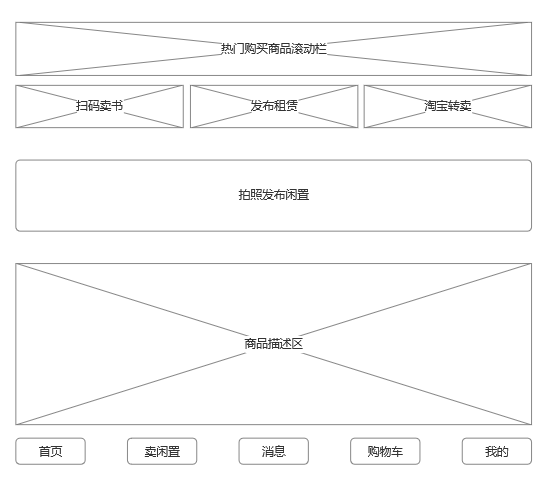 热门购买商品滚动栏
扫码卖书
发布租赁
淘宝转卖
拍照发布闲置
商品描述区
首页
卖闲置
消息
购物车
我的